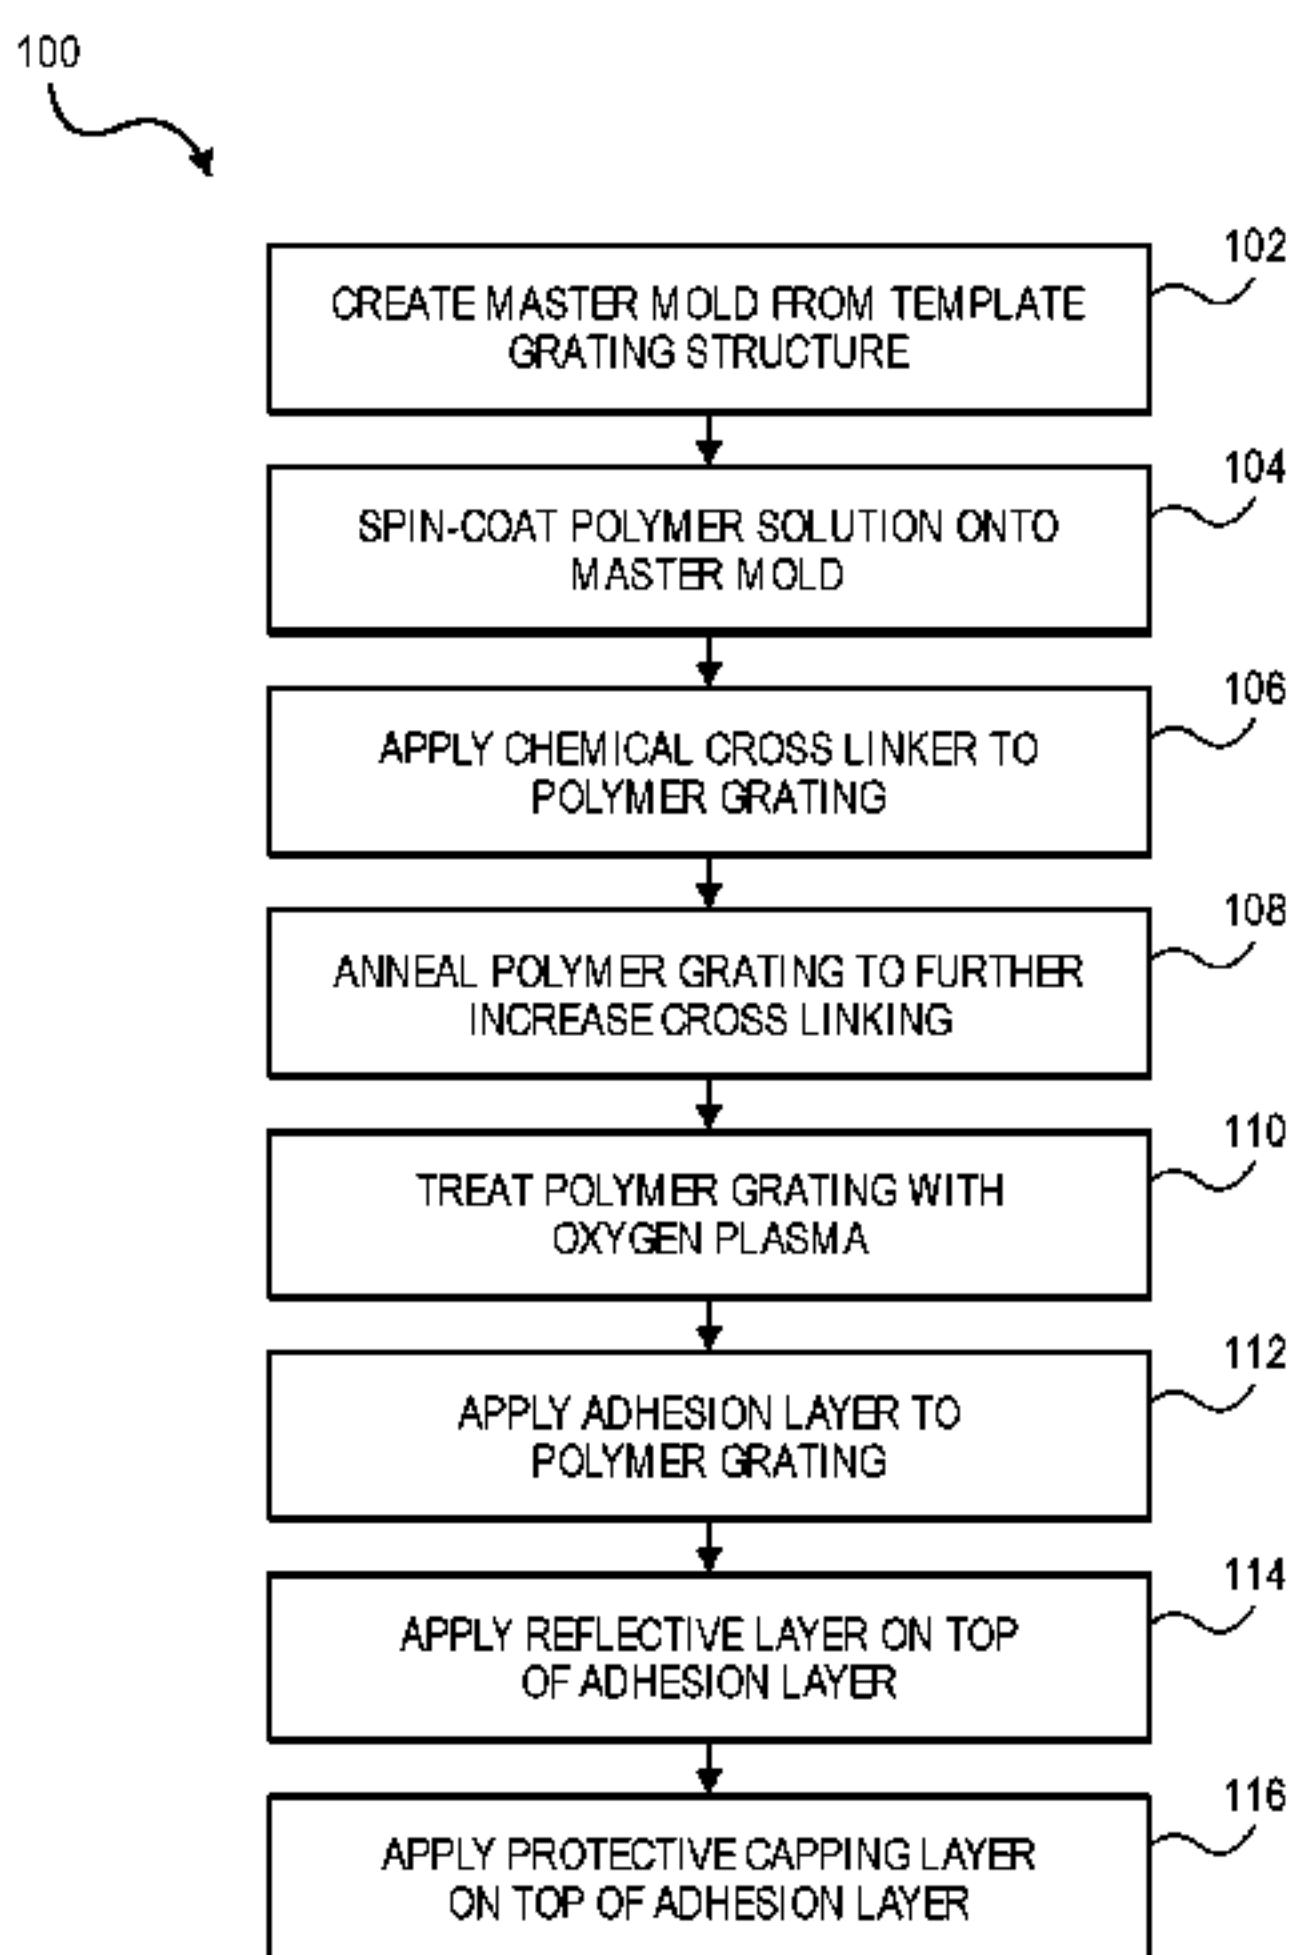 100
102
CREATE MASTER MOLD FROM TEMPLATE
GRATING STRUCTURE
104
SPIN-COAT POLYMER SOLUTION ONTO
MASTER MOLD
106
APPLY CHEMICAL CROSS LINKER TO
POLYMER GRATING
108
ANNEAL POLYMER GRATING TO FURTHER
INCREASE CROSS LINKING
110
TREAT POLYMER GRATING WITH
OXYGEN PLASMA
112
APPLY ADHESION LAYER TO
POLYMER GRATING
114
APPLY REFLECTIVE LAYER ON TOP
OF ADHESION LAYER
116
APPLY PROTECTIVE CAPPING LAYER
ON TOP OF ADHESION LAYER